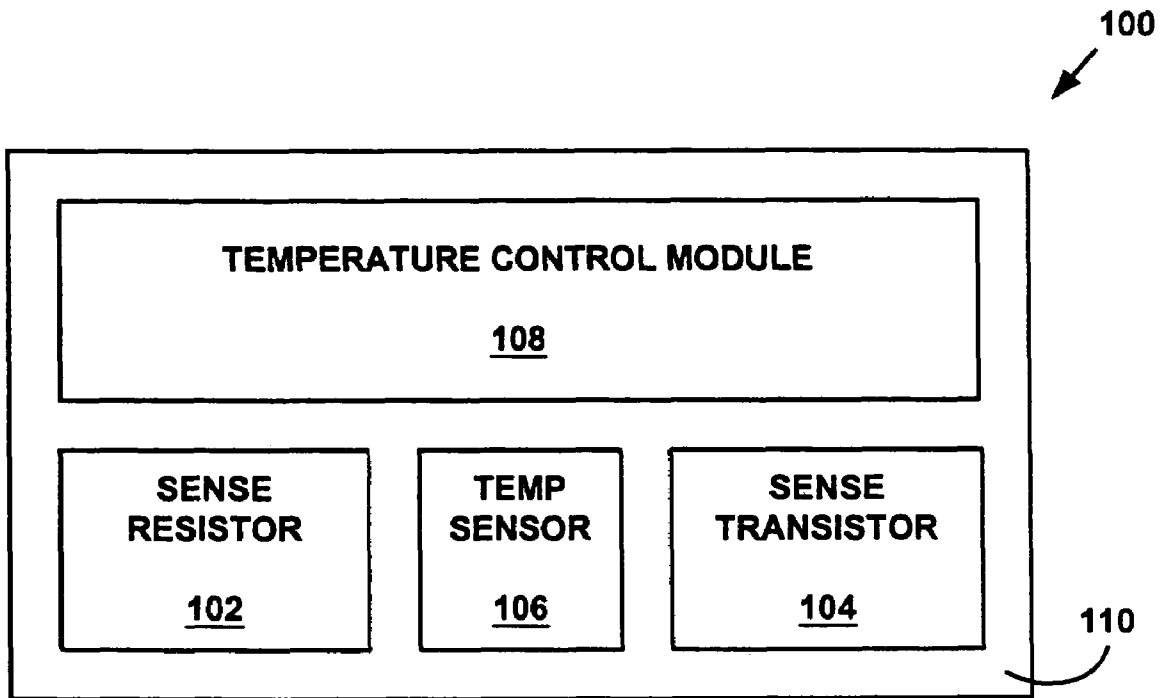 100
TEMPERATURE CONTROL MODULE
108
SENSE
RESISTOR
102
TEMP
SENSOR
106
SENSE
TRANSISTOR
104
110